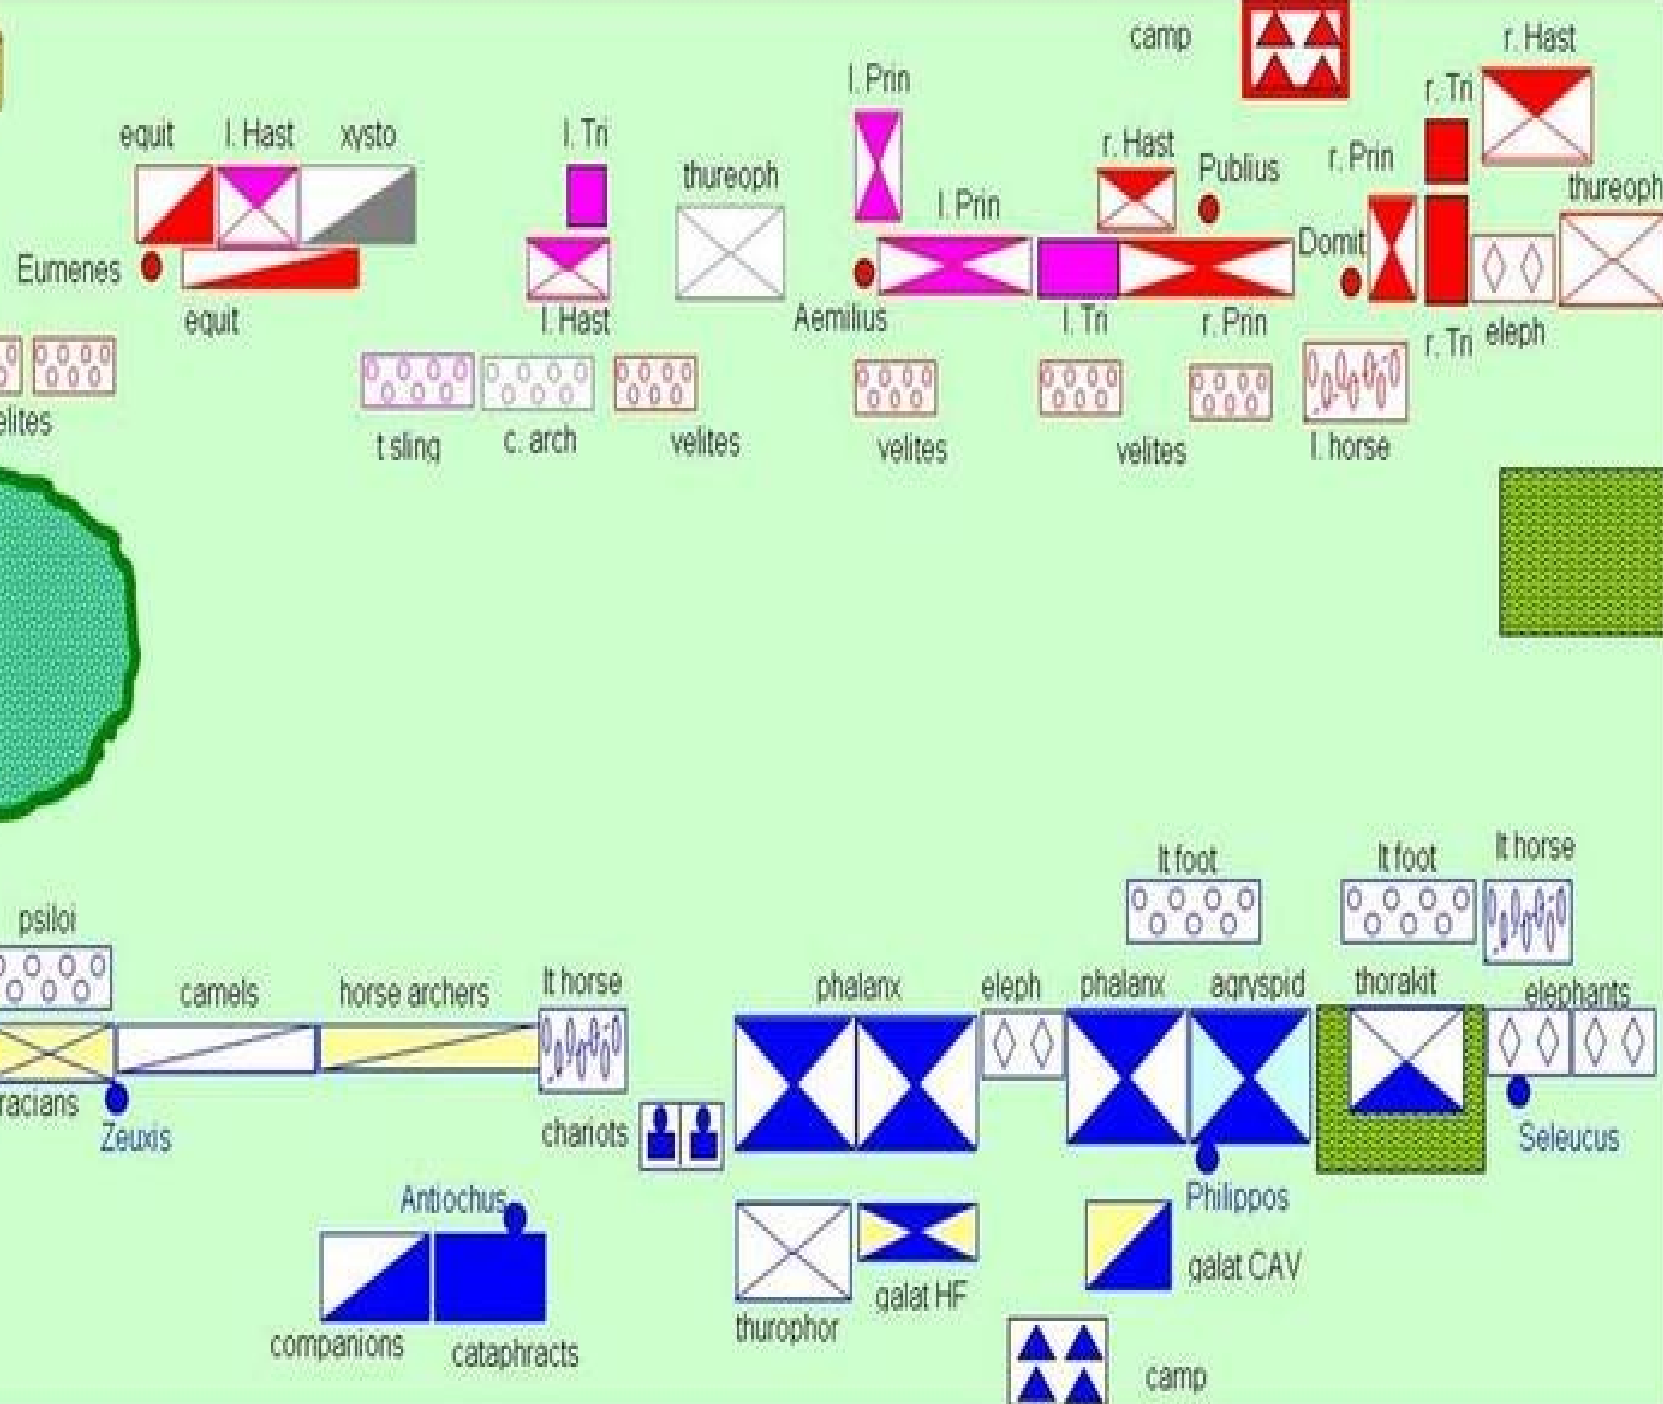 camp
r. Hast
l. Prin
r. Tri
equit
l. Hast
xysto
l. Tri
r. Hast
Publius
r. Prin
thureoph
thureoph
l. Prin
Domit
Eumenes
equit
l. Hast
Aemilius
l. Tri
r. Prin
r. Tri
eleph
elites
t sling
c. arch
velites
velites
velites
l. horse
lt foot
lt foot
lt horse
psiloi
camels
horse archers
lt horse
phalanx
eleph
phalanx
agryspid
thorakit
elephants
racians
Zeuxis
chariots
Seleucus
Antiochus
Philippos
galat CAV
galat HF
thurophor
companions
cataphracts
camp